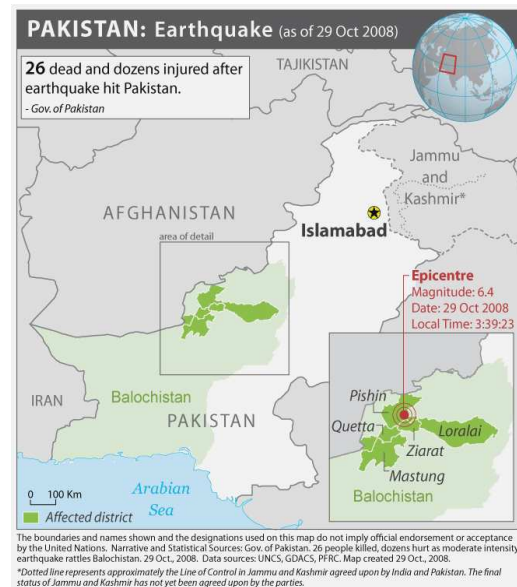 PAKISTAN: Earthquake (as of 29 Oct 2008)
26 dead and dozens injured after
earthquake hit Pakistan.
- Gov. of Pakistan
TAJIKISTAN
Jammu
and
Kashmir*
AFGHANISTAN
Islamabad
area of detail
Epicentre
Magnitude: 6.4
Date: 29 Oct 2008
Local Time: 3:39:23
IRAN
Balochistan
PAKISTAN
Pishin
Quetta
Loralai
Ziarat
Mastung
Balochistan
0 100 Km
Arabian
Sea
Affected district
The boundaries and names shown and the designations used on this map do not imply official endorsement or acceptance
by the United Nations. Narrative and Statistical Sources: Gov. of Pakistan. 26 people killed, dozens hurt as moderate intensity
earthquake rattles Balochistan. 29 Oct., 2008. Data sources: UNCS, GDACS, PFRC. Map created 29 Oct., 2008.
*Dotted line represents approximately the Line of Control in Jammu and Kashmir agreed upon by India and Pakistan. The final
status of Jammu and Kashmir has not yet been agreed upon by the parties.